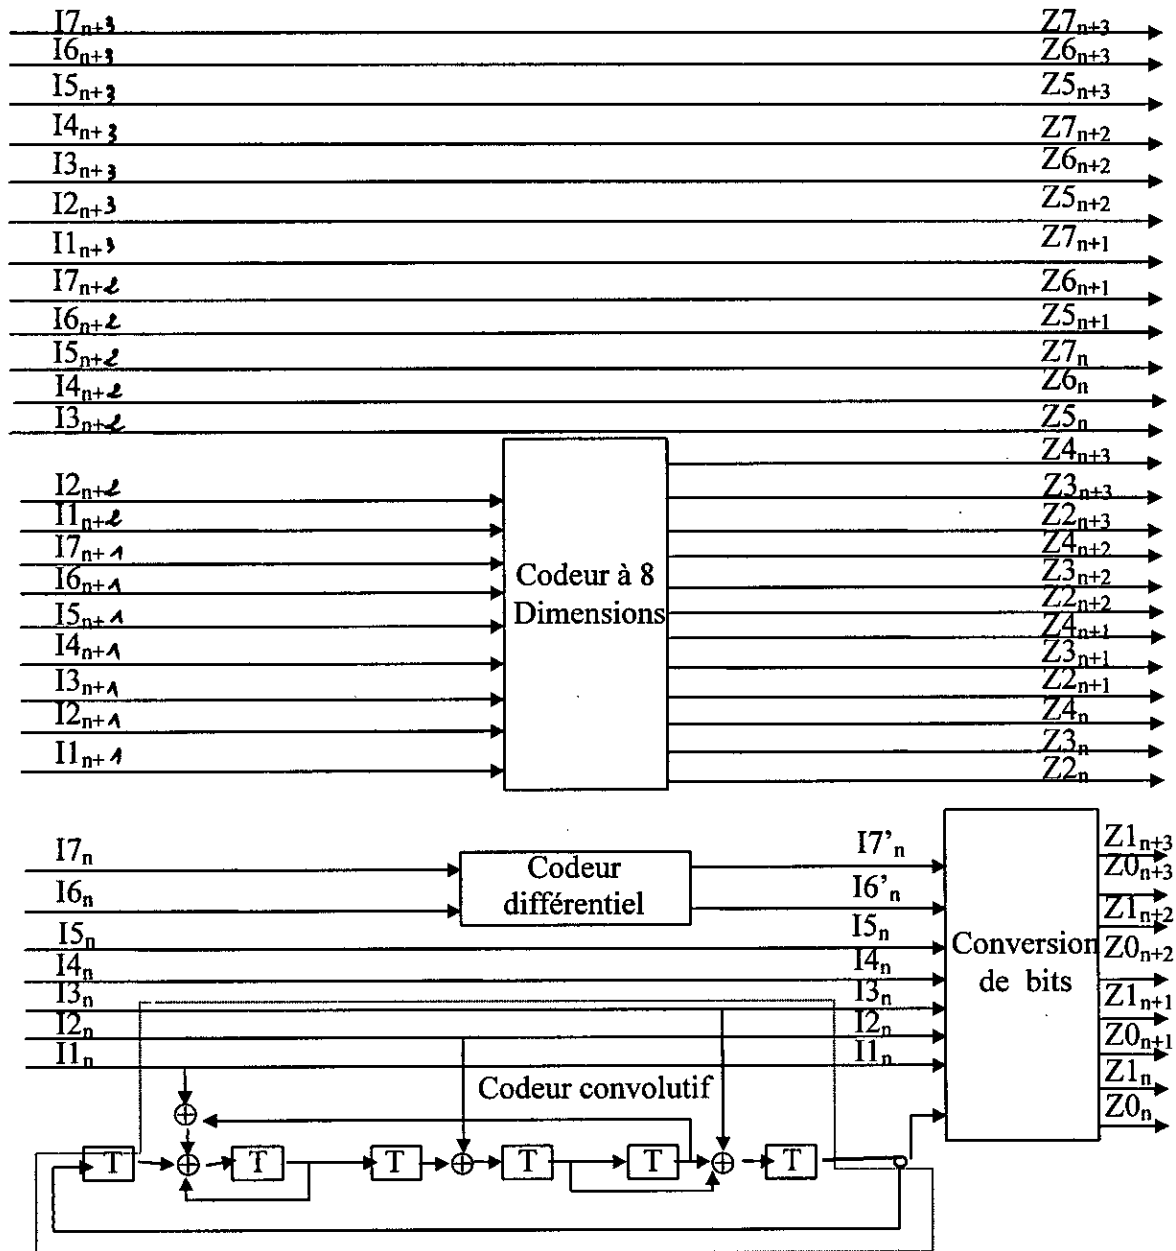 I7n+3 Z7n+3
I6n+3 Z6n+3
I5n+3 Z5n+3
I4n+3 Z7n+2
I3n+3 Z6n+2
I2n+3 Z5n+2
I1n+3 Z7n+1
I7n+2 Z6n+1
I6n+2 Z5n+1
I5n+2 Z7n
I4n+2 Z6n
I3n+2 Z5n
Z4n+3
I2n+2 Z3n+3
I1n+2 Z2n+3
I7n+1 Z4n+2
I6n+1 Z3n+2
I5n+1 Z2n+2
I4n+1 Z4n+1
I3n+1 Z3n+1
I2n+1 Z2n+1
I1n+1 Z4n
Z3n
Z2n
Codeur à 8
Dimensions
I7n I7'n
I6n I6'n
Codeur
différentiel
I5n I5n
I4n I4n
I3n I3n
I2n I2n
I1n I1n
Conversion
de bits
Z1n+3
Z0n+3
Z1n+2
Z0n+2
Z1n+1
Z0n+1
Z1n
Z0n
Codeur convolutif
T T T T T T